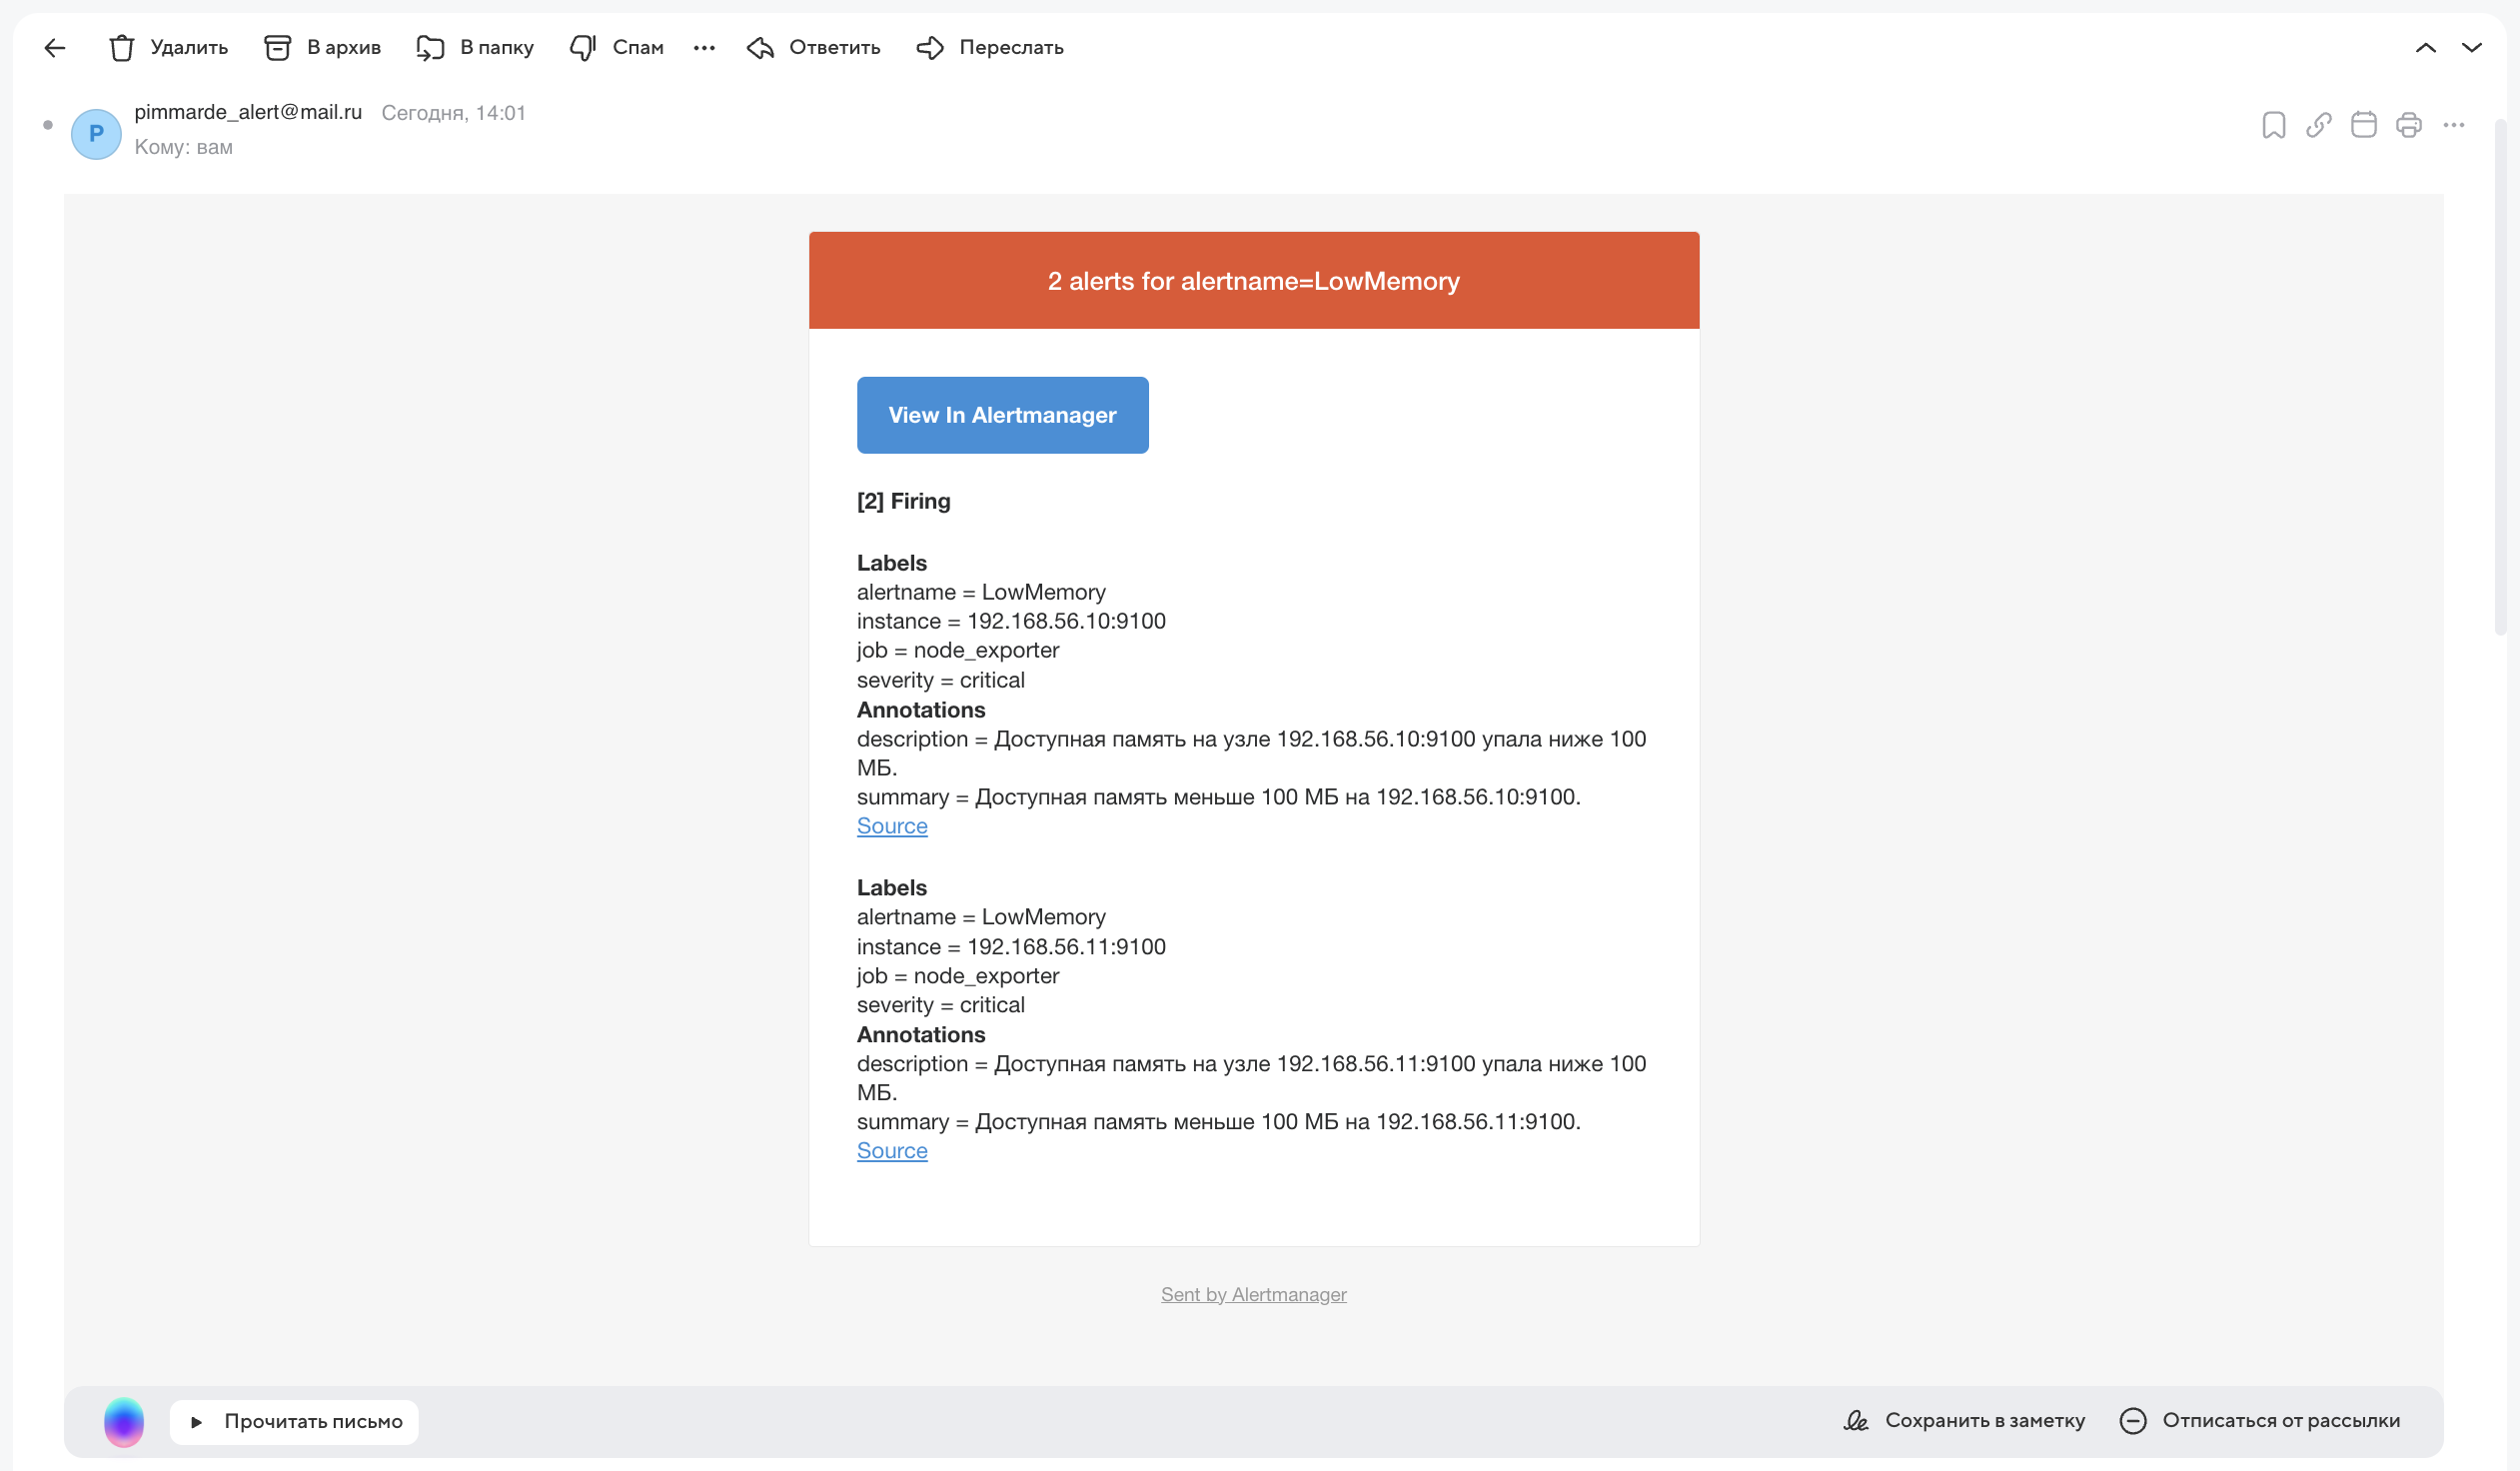 Удалить В архив В папку Спам Ответить Переслать
P
pimmarde_alert@mail.ru Сегодня, 14:01
Кому: вам
2 alerts for alertname=LowMemory
View In Alertmanager
[2] Firing
Labels
alertname = LowMemory
instance = 192.168.56.10:9100
job = node_exporter
severity = critical
Annotations
description = Доступная память на узле 192.168.56.10:9100 упала ниже 100
МБ.
summary = Доступная память меньше 100 МБ на 192.168.56.10:9100.
Source
Labels
alertname = LowMemory
instance = 192.168.56.11:9100
job = node_exporter
severity = critical
Annotations
description = Доступная память на узле 192.168.56.11:9100 упала ниже 100
МБ.
summary = Доступная память меньше 100 МБ на 192.168.56.11:9100.
Source
Sent by Alertmanager
Прочитать письмо Сохранить в заметку Отписаться от рассылки